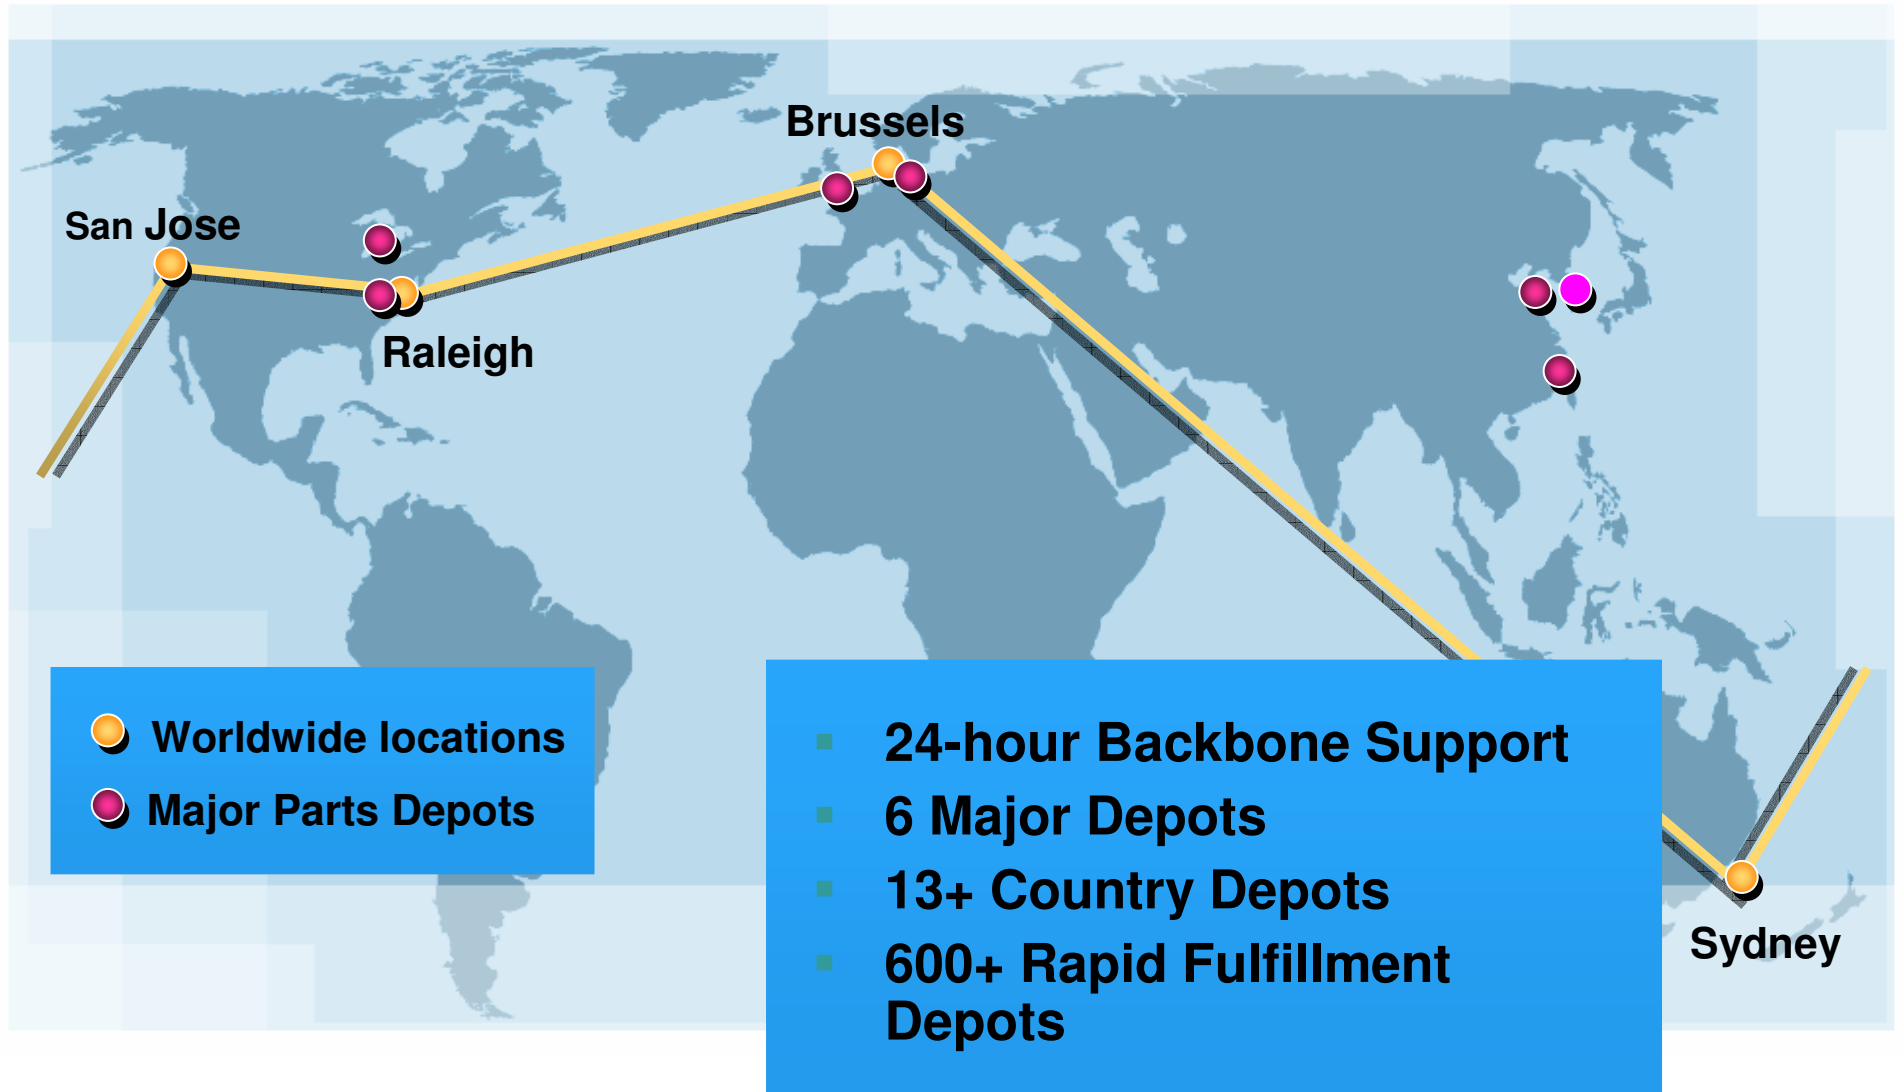 Brussels
San Jose
Raleigh
Worldwide locations
Major Parts Depots
24-hour Backbone Support
6 Major Depots
13+ Country Depots
600+ Rapid Fulfillment
Depots
Sydney